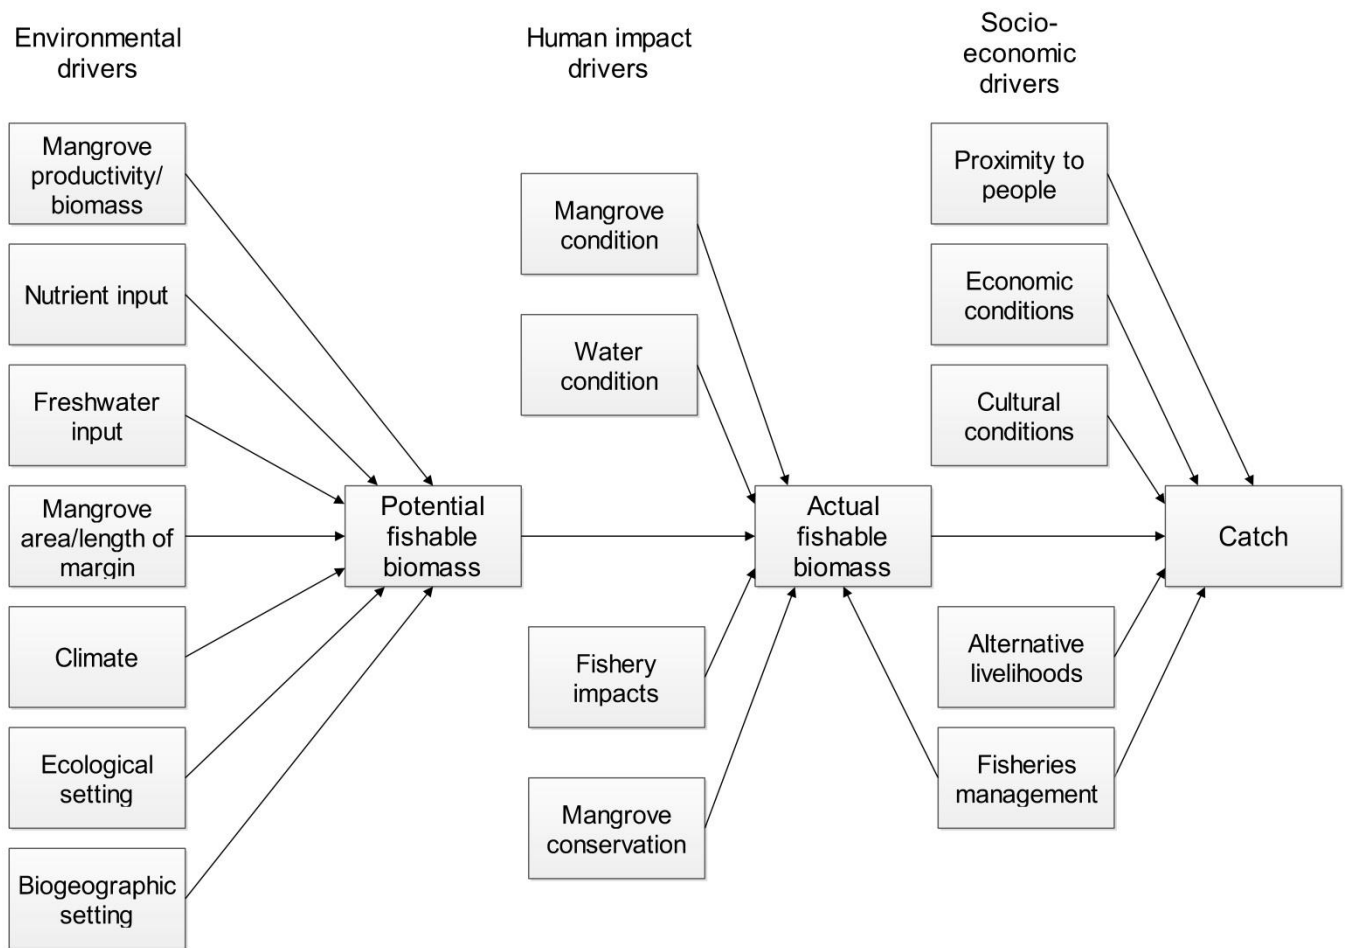 Environmental
drivers
Mangrove
productivity/
biomass
Nutrient input
Freshwater
input
Mangrove
area/length of
margin
Climate
Ecological
setting
Biogeographic
setting
Potential
fishable
biomass
Human impact
drivers
Mangrove
condition
Water
condition
Fishery
impacts
Mangrove
conservation
Actual
fishable
biomass
Socio-
economic
drivers
Proximity to
people
Economic
conditions
Cultural
conditions
Alternative
livelihoods
Fisheries
management
Catch